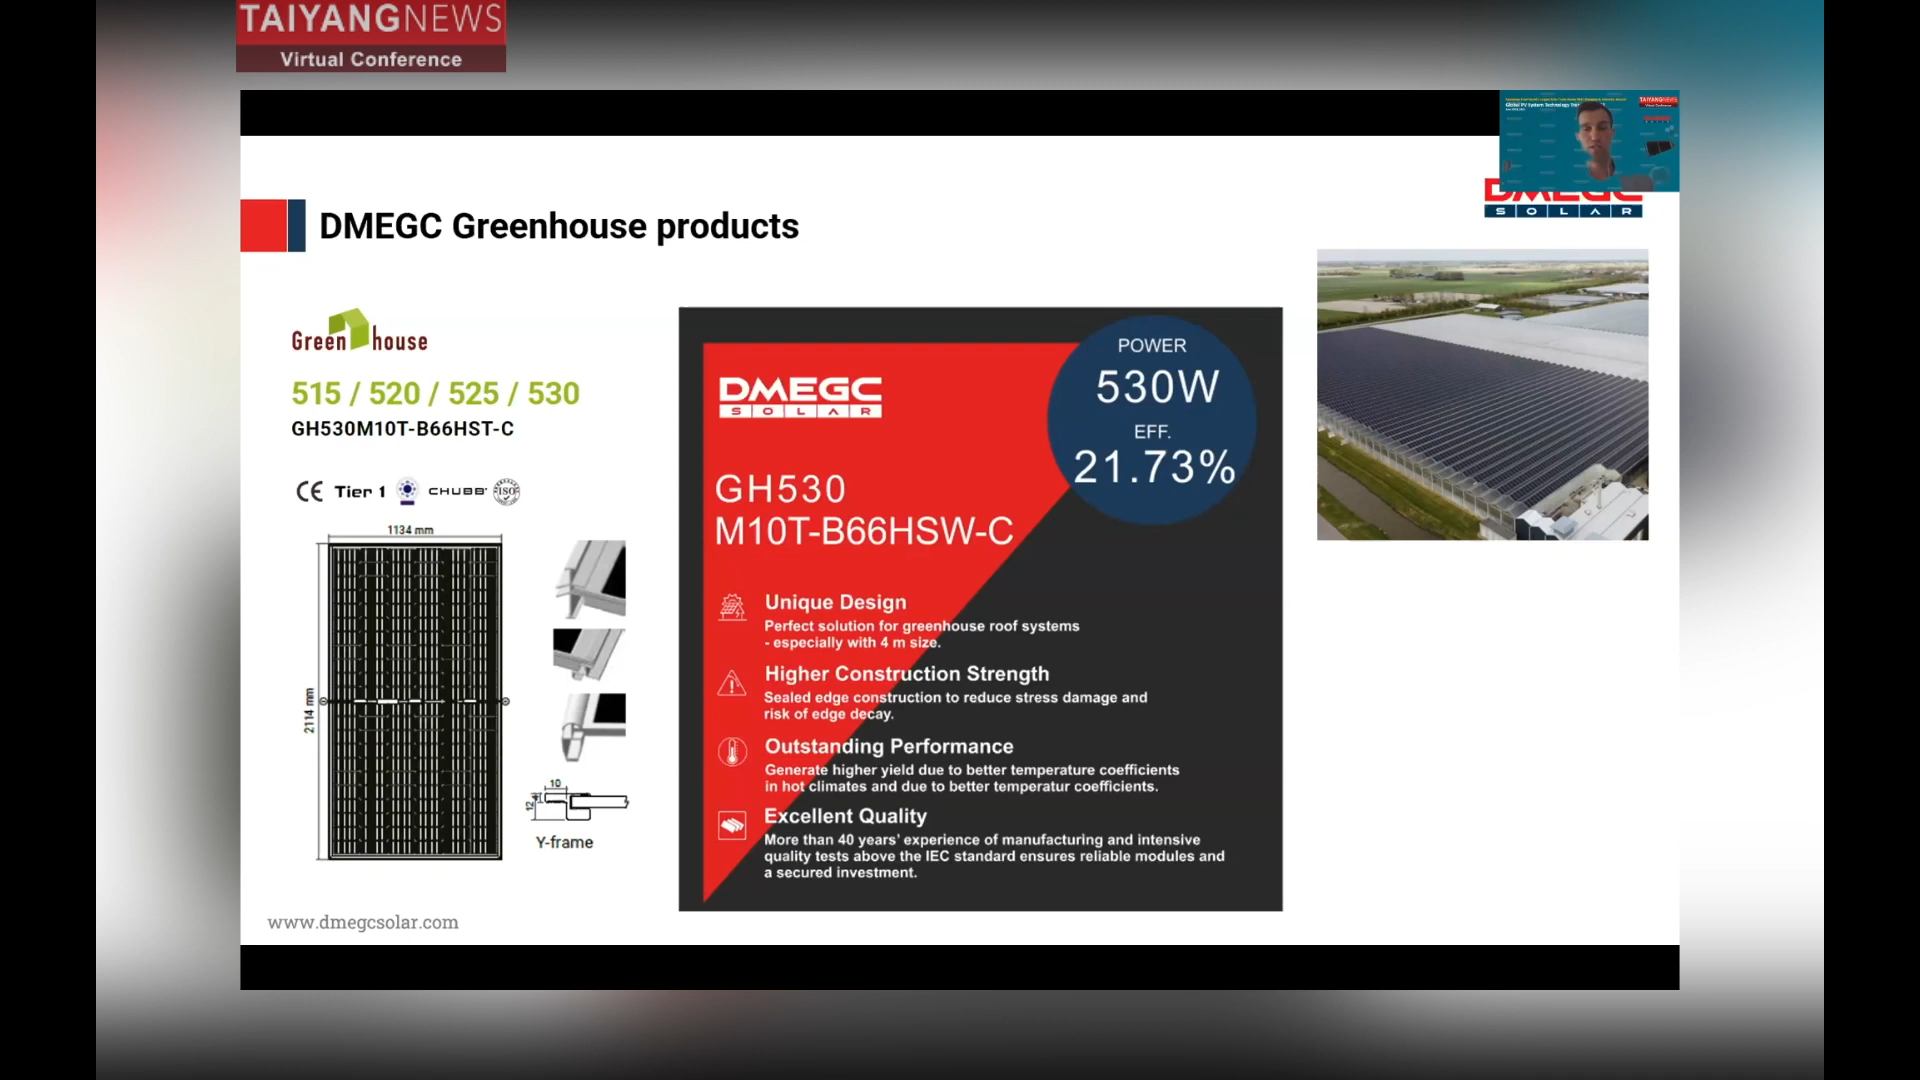 TAIYANGNEWS
Virtual Conference
TAIYANGNEWS
DMEGC
SOLAR
DMEGC Greenhouse products
Green house
515 / 520 / 525 / 530
GH530M10T-B66HST-C
CE Tier 1 CHUBB ISO
1134 mm
2114 mm
10
12
Y-frame
DMEGC
SOLAR
POWER
530W
EFF.
21.73%
GH530
M10T-B66HSW-C
Unique Design
Perfect solution for greenhouse roof systems
- especially with 4 m size.
Higher Construction Strength
Sealed edge construction to reduce stress damage and
risk of edge decay.
Outstanding Performance
Generate higher yield due to better temperature coefficients
in hot climates and due to better temperatur coefficients.
Excellent Quality
More than 40 years' experience of manufacturing and intensive
quality tests above the IEC standard ensures reliable modules and
a secured investment.
www.dmegcsolar.com